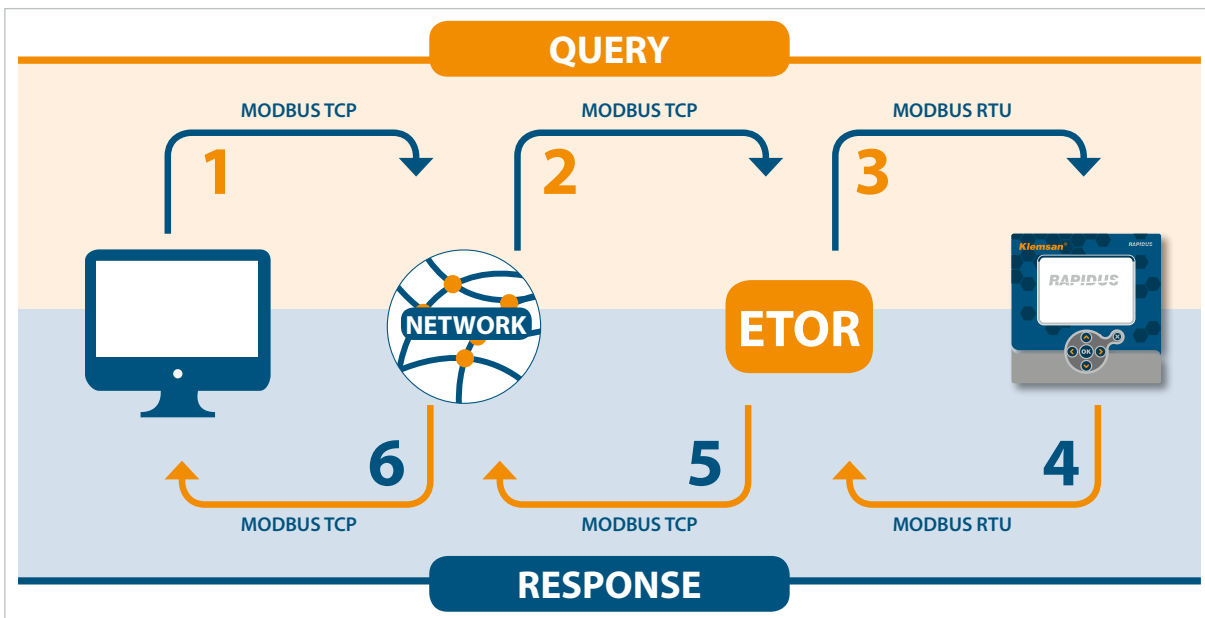 QUERY
MODBUS TCP
MODBUS TCP
MODBUS RTU
1
2
3
Klemsan®
RAPIDUS
RAPIDUS
NETWORK
ETOR
OK
6
5
4
MODBUS TCP
MODBUS TCP
MODBUS RTU
RESPONSE